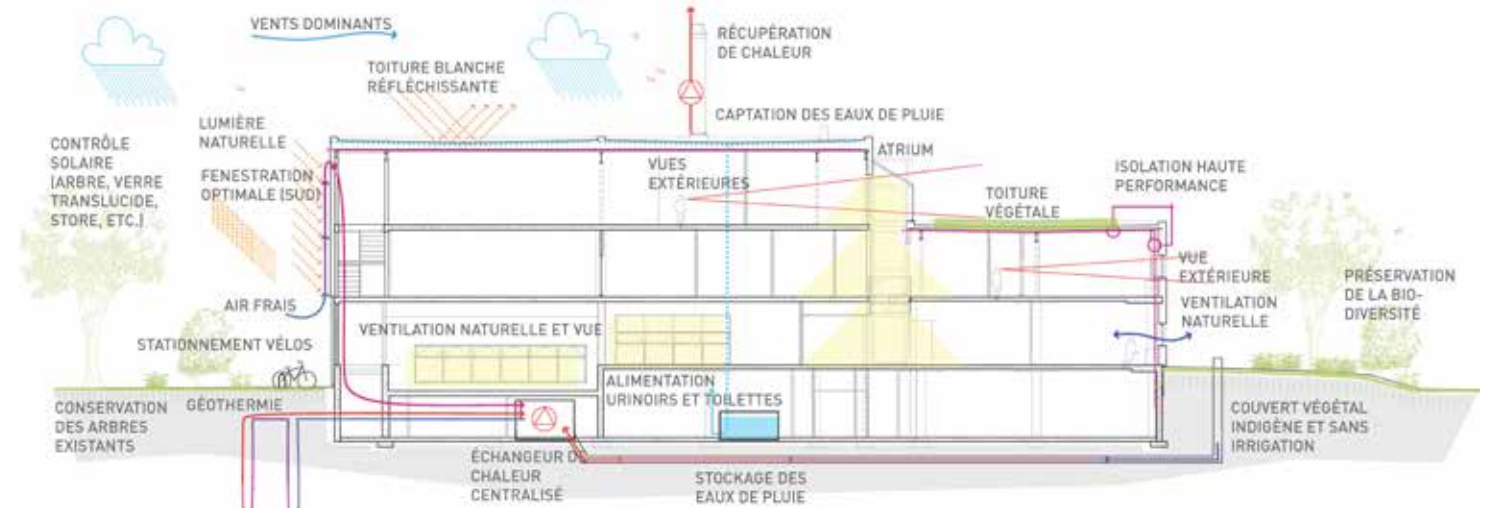 VENTS DOMINANTS
TOITURE BLANCHE
RÉFLÉCHISSANTE
RÉCUPÉRATION
DE CHALEUR
CAPTATION DES EAUX DE PLUIE
LUMIÈRE
NATURELLE
CONTRÔLE
SOLAIRE
(ARBRE, VERRE
TRANSLUCIDE,
STORE, ETC.)
FENESTRATION
OPTIMALE (SUD)
VUES
EXTÉRIEURES
ATRIUM
TOITURE
VÉGÉTALE
ISOLATION HAUTE
PERFORMANCE
VUE
EXTÉRIEURE
PRÉSERVATION
DE LA BIO-
DIVERSITÉ
AIR FRAIS
VENTILATION
NATURELLE
VENTILATION NATURELLE ET VUE
STATIONNEMENT VÉLOS
ALIMENTATION
URINOIRS ET TOILETTES
CONSERVATION
DES ARBRES
EXISTANTS
GÉOTHERMIE
COUVERT VÉGÉTAL
INDIGÈNE ET SANS
IRRIGATION
ÉCHANGEUR DE
CHALEUR
CENTRALISÉ
STOCKAGE DES
EAUX DE PLUIE